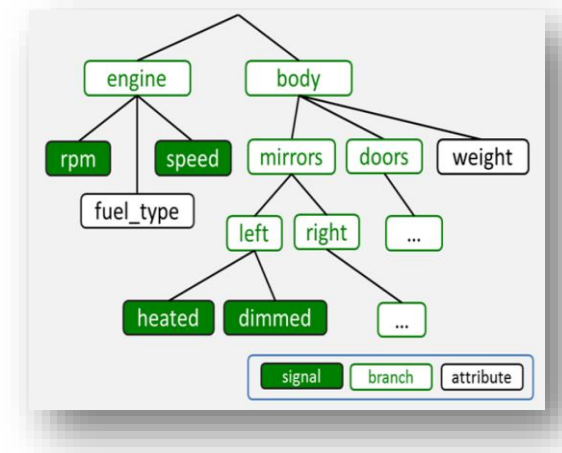 engine
body
rpm
speed
mirrors
doors
weight
fuel_type
left
right
...
heated
dimmed
...
signal
branch
attribute